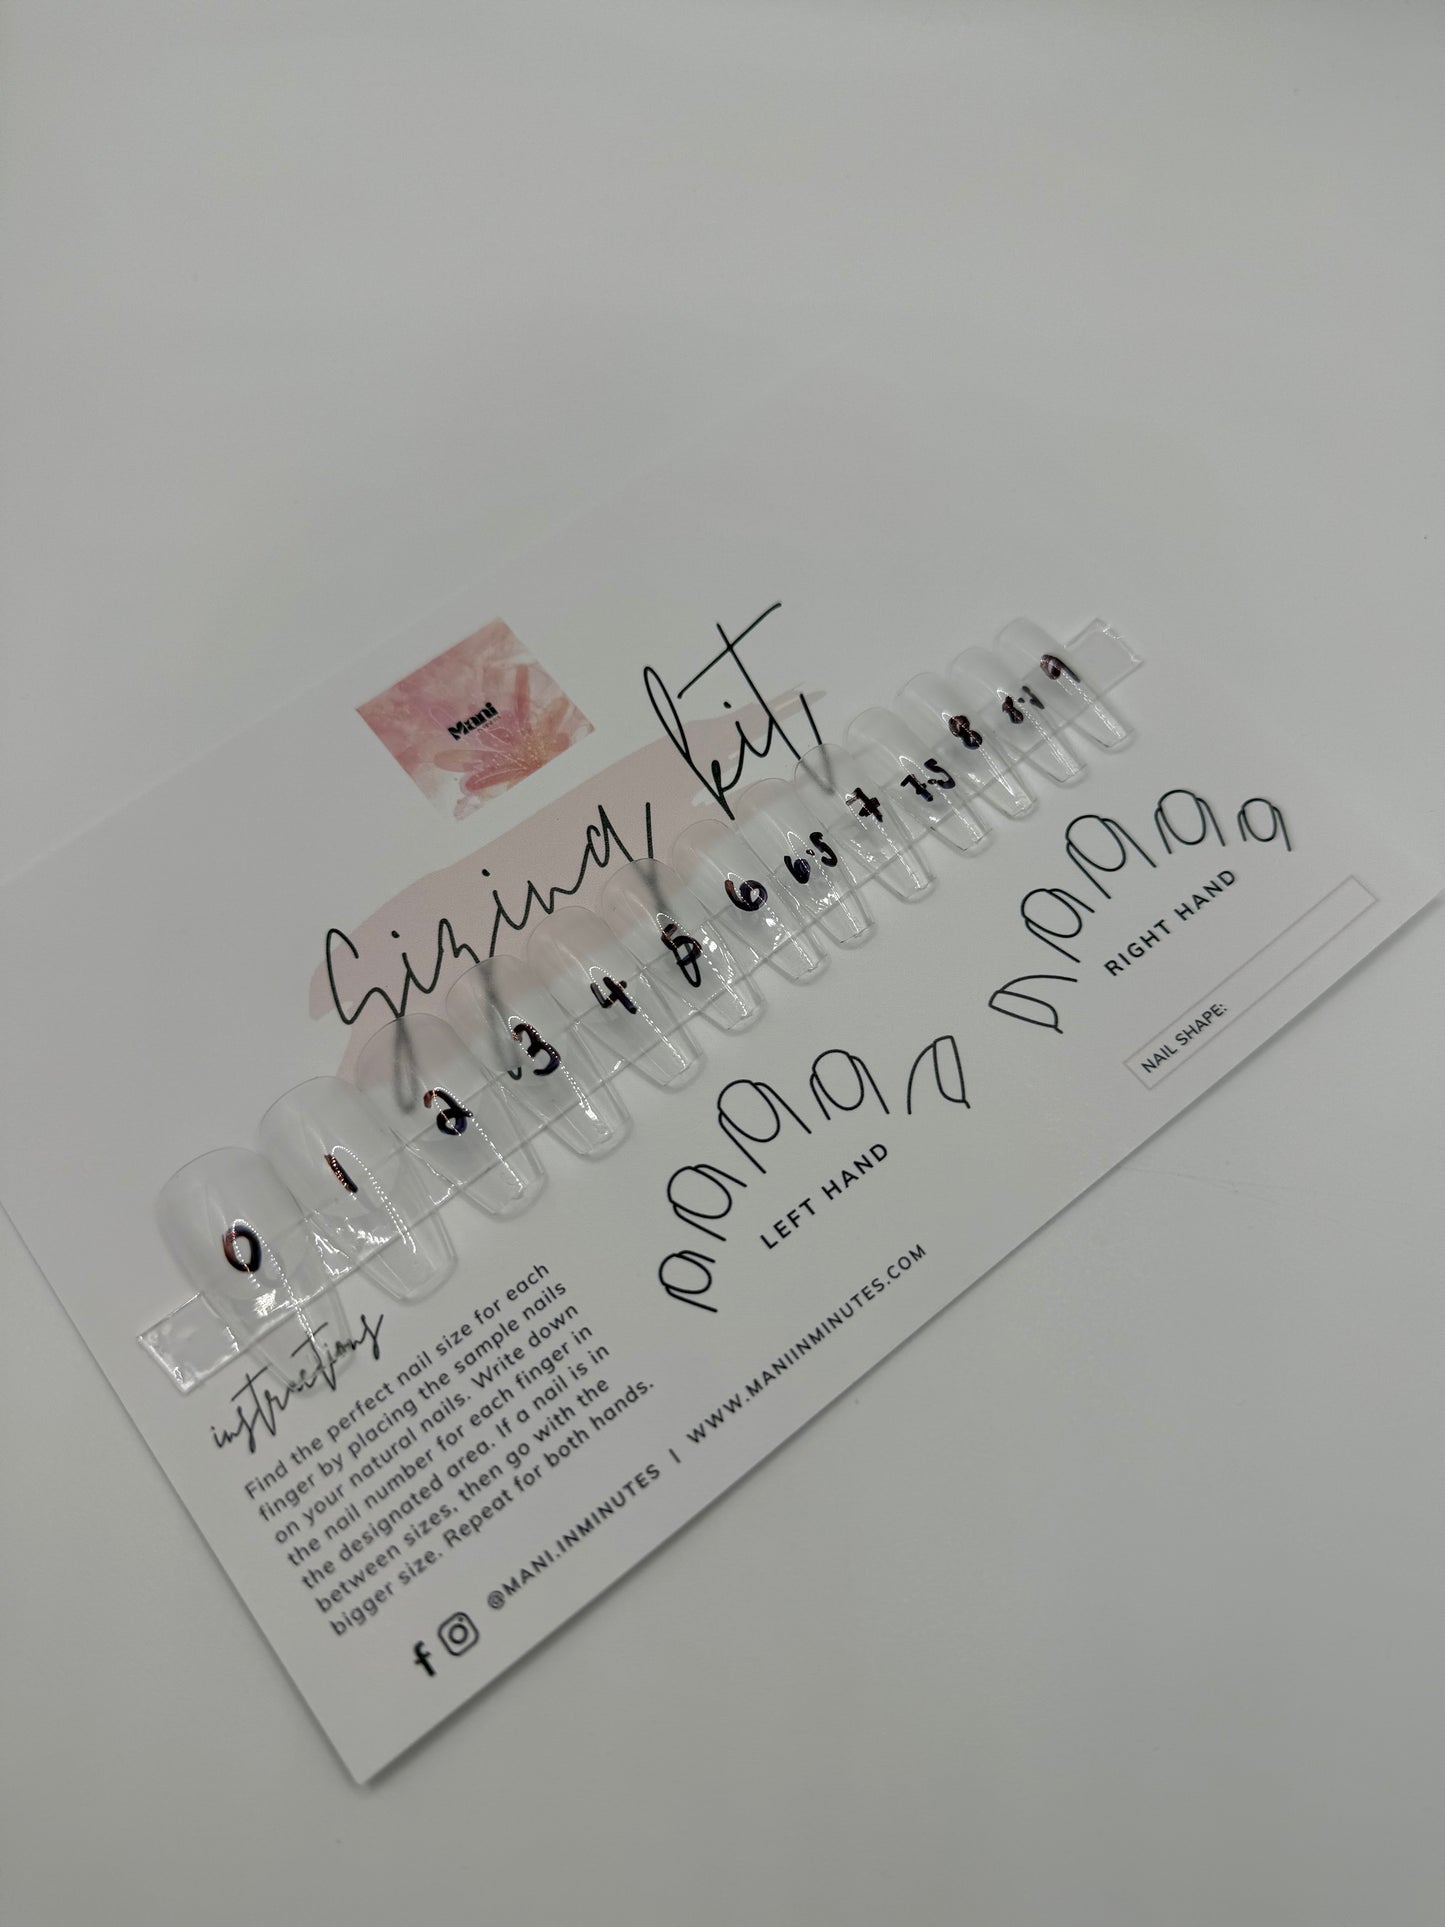 Mani
Sizing kit
0 1 2 3 4 5 6 6.5 7 7.5 8 9
RIGHT HAND
NAIL SHAPE:
LEFT HAND
instructions
Find the perfect nail size for each
finger by placing the sample nails
on your natural nails. Write down
the nail number for each finger in
the designated area. If a nail is in
between sizes, then go with the
bigger size. Repeat for both hands.
@MANI.INMINUTES | WWW.MANIINMINUTES.COM